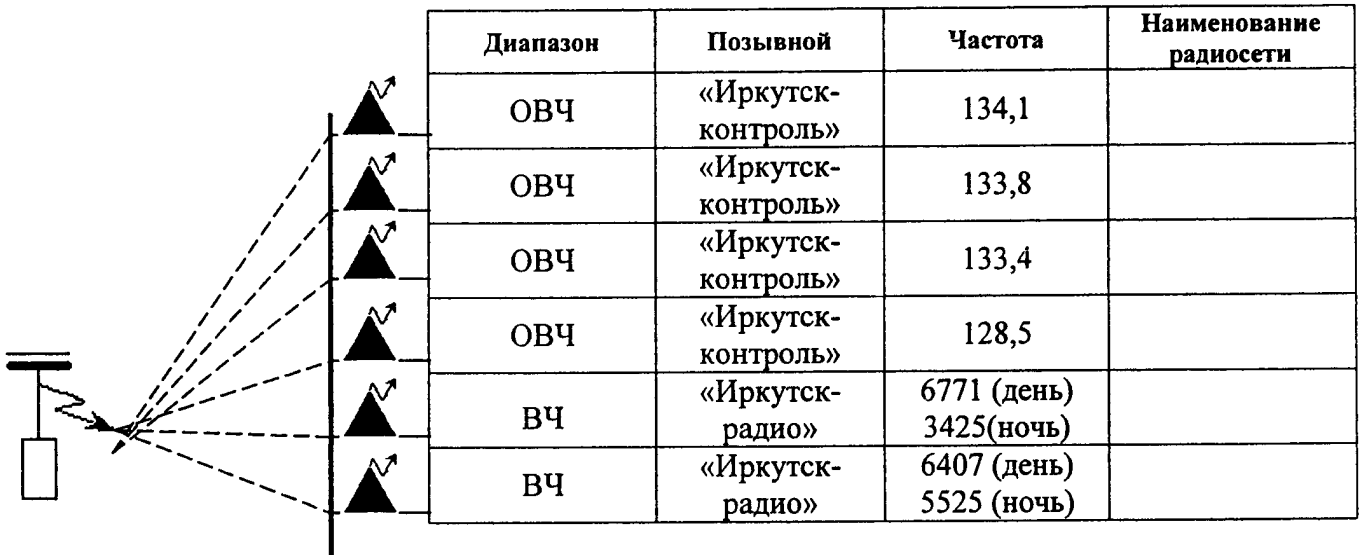 Диапазон Позывной Частота Наименование
радиосети
ОВЧ «Иркутск-
контроль» 134,1
ОВЧ «Иркутск-
контроль» 133,8
ОВЧ «Иркутск-
контроль» 133,4
ОВЧ «Иркутск-
контроль» 128,5
ВЧ «Иркутск-
радио» 6771 (день)
3425(ночь)
ВЧ «Иркутск-
радио» 6407 (день)
5525 (ночь)